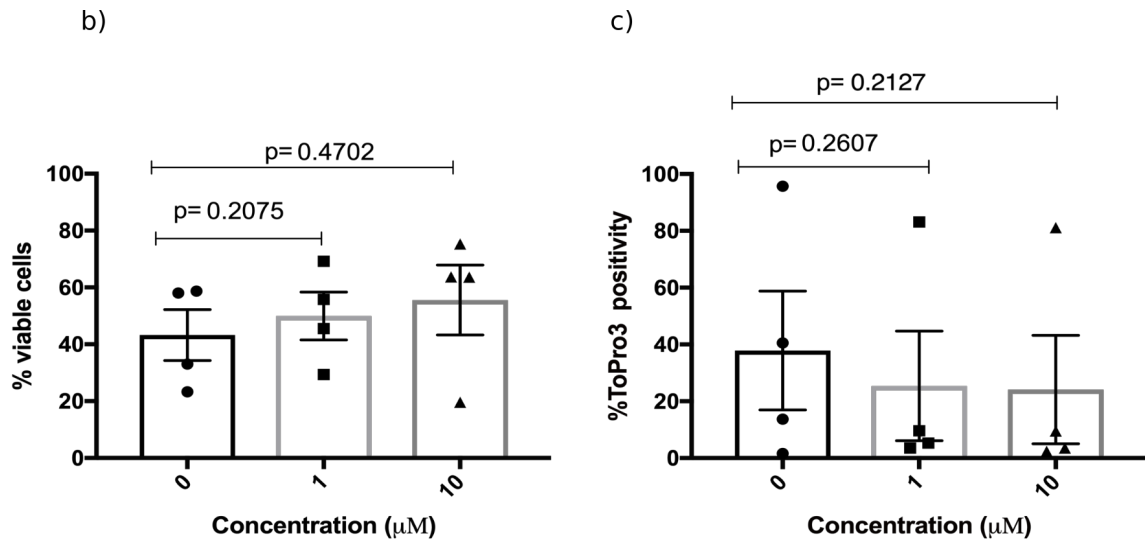 b)
p= 0.4702
p= 0.2075
100
80
60
40
20
0
% viable cells
0
1
10
Concentration (μM)
c)
p= 0.2127
p= 0.2607
100
80
60
40
20
0
%ToPro3 positivity
0
1
10
Concentration (μM)